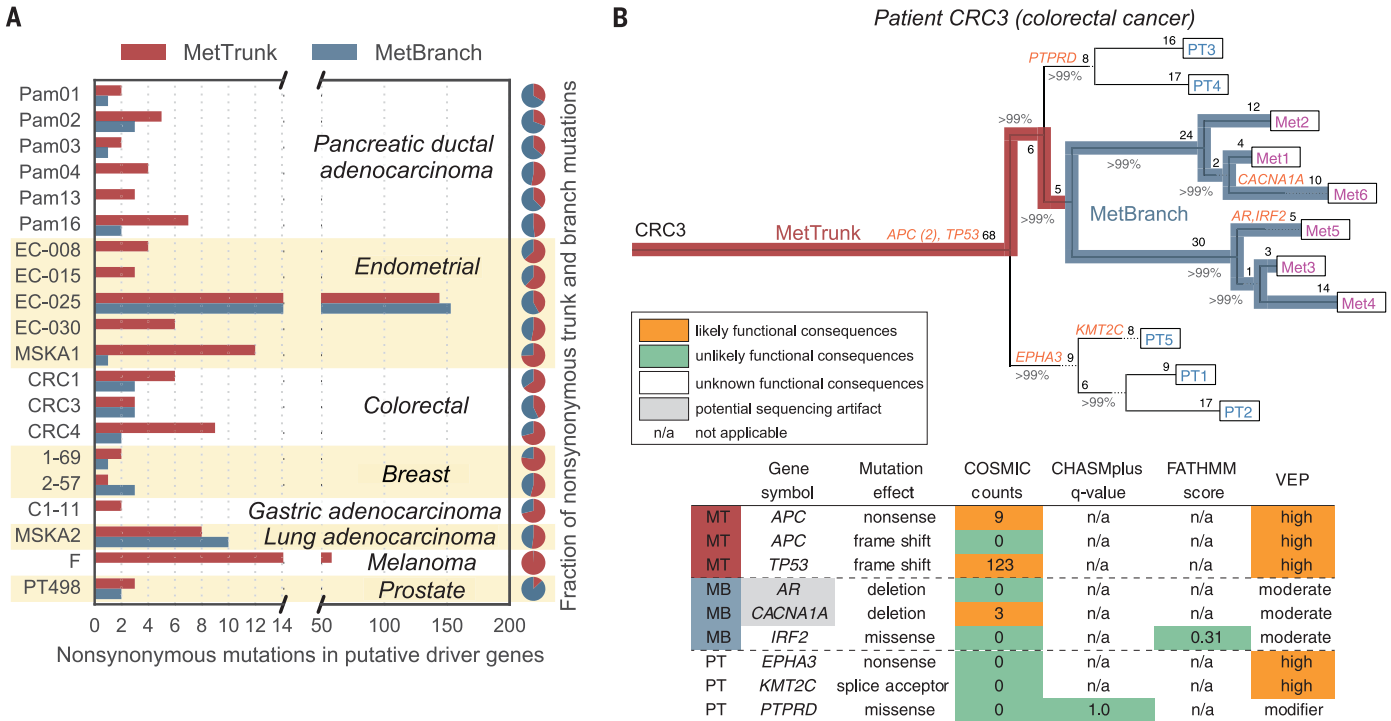 A
MetTrunk
MetBranch
Pam01
Pam02
Pam03
Pam04
Pam13
Pam16
EC-008
EC-015
EC-025
EC-030
MSKA1
CRC1
CRC3
CRC4
1-69
2-57
C1-11
MSKA2
F
PT498
Pancreatic ductal
adenocarcinoma
Endometrial
Colorectal
Breast
Gastric adenocarcinoma
Lung adenocarcinoma
Melanoma
Prostate
0 2 4 6 8 10 12 14 50 100 150 200
Nonsynonymous mutations in putative driver genes
Fraction of nonsynonymous trunk and branch mutations
B
Patient CRC3 (colorectal cancer)
CRC3
MetTrunk
APC (2), TP53 68
>99%
6
PTPRD 8
>99%
16 PT3
17 PT4
>99%
5
MetBranch
24
>99%
12 Met2
2
>99%
4 Met1
CACNA1A 10
Met6
30
>99%
AR,IRF2 5
Met5
1
>99%
3 Met3
14 Met4
EPHA3 9
>99%
KMT2C 8
PT5
6
>99%
9 PT1
17 PT2
likely functional consequences
unlikely functional consequences
unknown functional consequences
potential sequencing artifact
n/a not applicable
Gene symbol Mutation effect COSMIC counts CHASMplus q-value FATHMM score VEP
MT APC nonsense 9 n/a n/a high
MT APC frame shift 0 n/a n/a high
MT TP53 frame shift 123 n/a n/a high
MB AR deletion 0 n/a n/a moderate
MB CACNA1A deletion 3 n/a n/a moderate
MB IRF2 missense 0 n/a 0.31 moderate
PT EPHA3 nonsense 0 n/a n/a high
PT KMT2C splice acceptor 0 n/a n/a high
PT PTPRD missense 0 1.0 n/a modifier